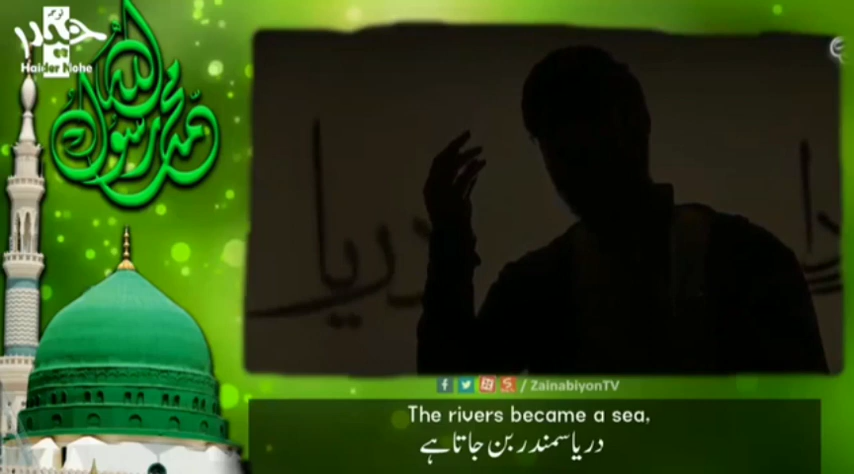 حیدر
Haider Nohe
محمد رسول الله
دریا
/ ZainabiyonTV
The rivers became a sea,
دریا سمندر بن جاتا ہے